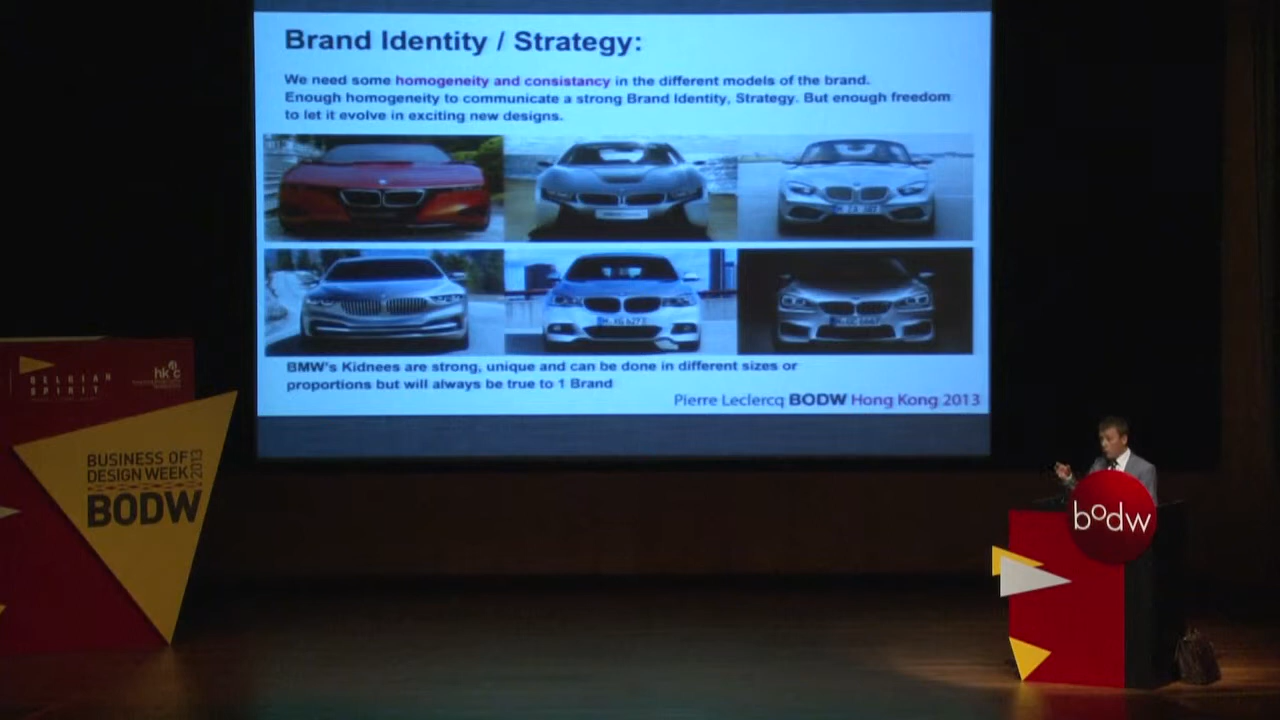 Brand Identity / Strategy:
We need some homogeneity and consistancy in the different models of the brand.
Enough homogeneity to communicate a strong Brand Identity, Strategy. But enough freedom
to let it evolve in exciting new designs.
BMW's Kidnees are strong, unique and can be done in different sizes or
proportions but will always be true to 1 Brand
Pierre Leclercq BODW Hong Kong 2013
BELGIAN
SPIRIT
BUSINESS OF
DESIGN WEEK 2013
BODW
bodw